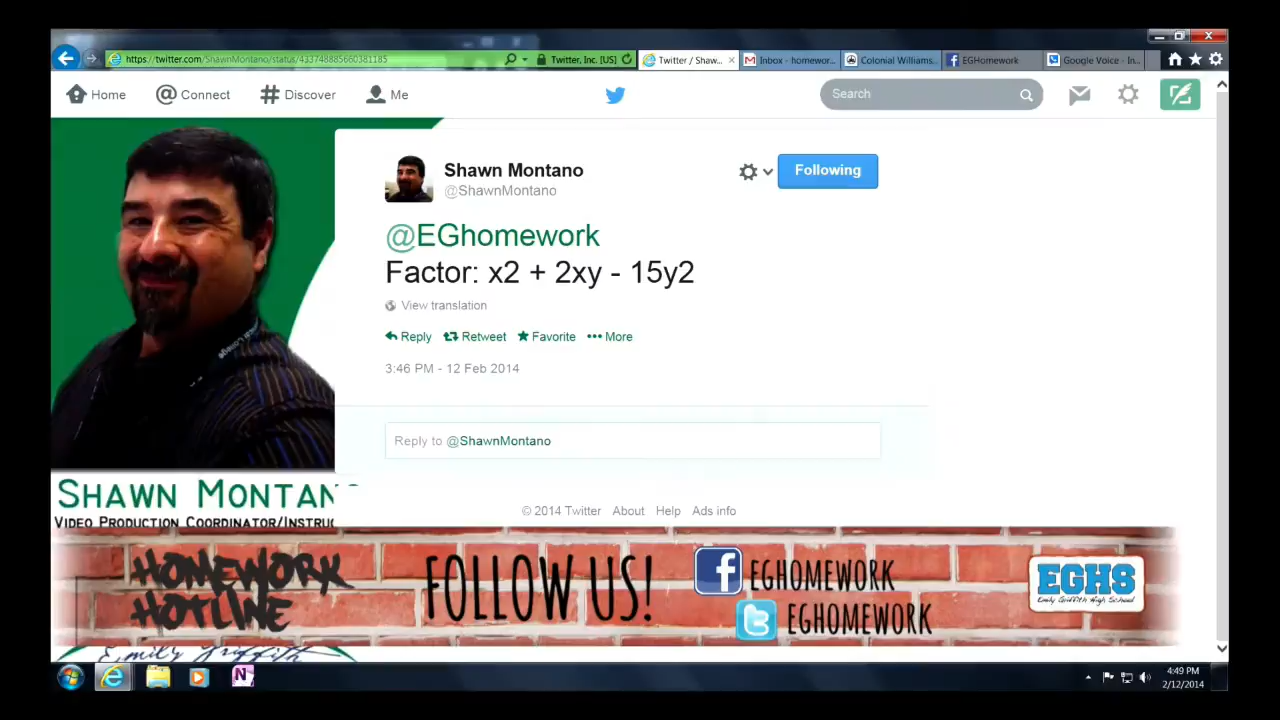 https://twitter.com/ShawnMontano/status/433748885660381185
Twitter, Inc. [US]
Twitter / Shaw...
Inbox - homewor...
Colonial Williams...
EGHomework
Google Voice - In...
Home
Connect
Discover
Me
Search
Shawn Montano
@ShawnMontano
Following
@EGhomework
Factor: x2 + 2xy - 15y2
View translation
Reply
Retweet
Favorite
More
3:46 PM - 12 Feb 2014
Reply to @ShawnMontano
© 2014 Twitter About Help Ads info
SHAWN MONTAN
VIDEO PRODUCTION COORDINATOR/INSTRUC
HOMEWORK
HOTLINE
FOLLOW US!
EGHOMEWORK
EGHOMEWORK
EGHS
Emily Griffith High School
Emily Griffith
4:49 PM
2/12/2014